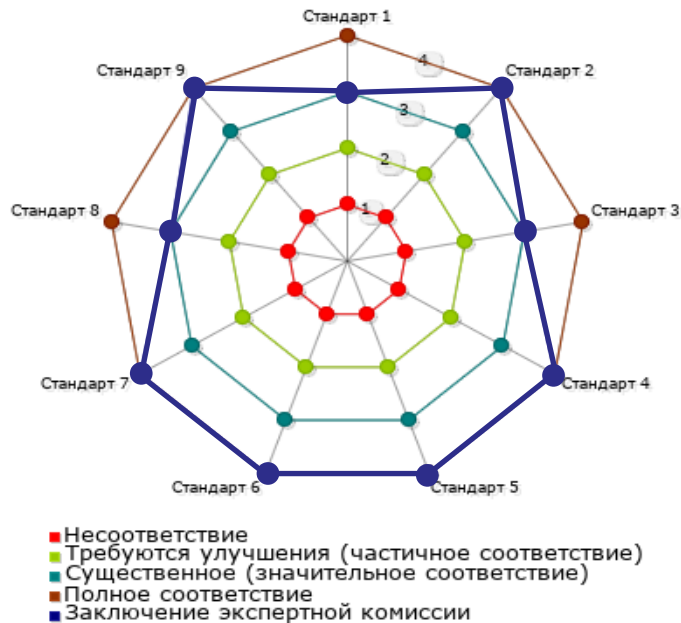 Стандарт 1
4
Стандарт 9
Стандарт 2
3
2
1
Стандарт 8
Стандарт 3
Стандарт 7
Стандарт 4
Стандарт 6
Стандарт 5
Несоответствие
Требуются улучшения (частичное соответствие)
Существенное (значительное соответствие)
Полное соответствие
Заключение экспертной комиссии